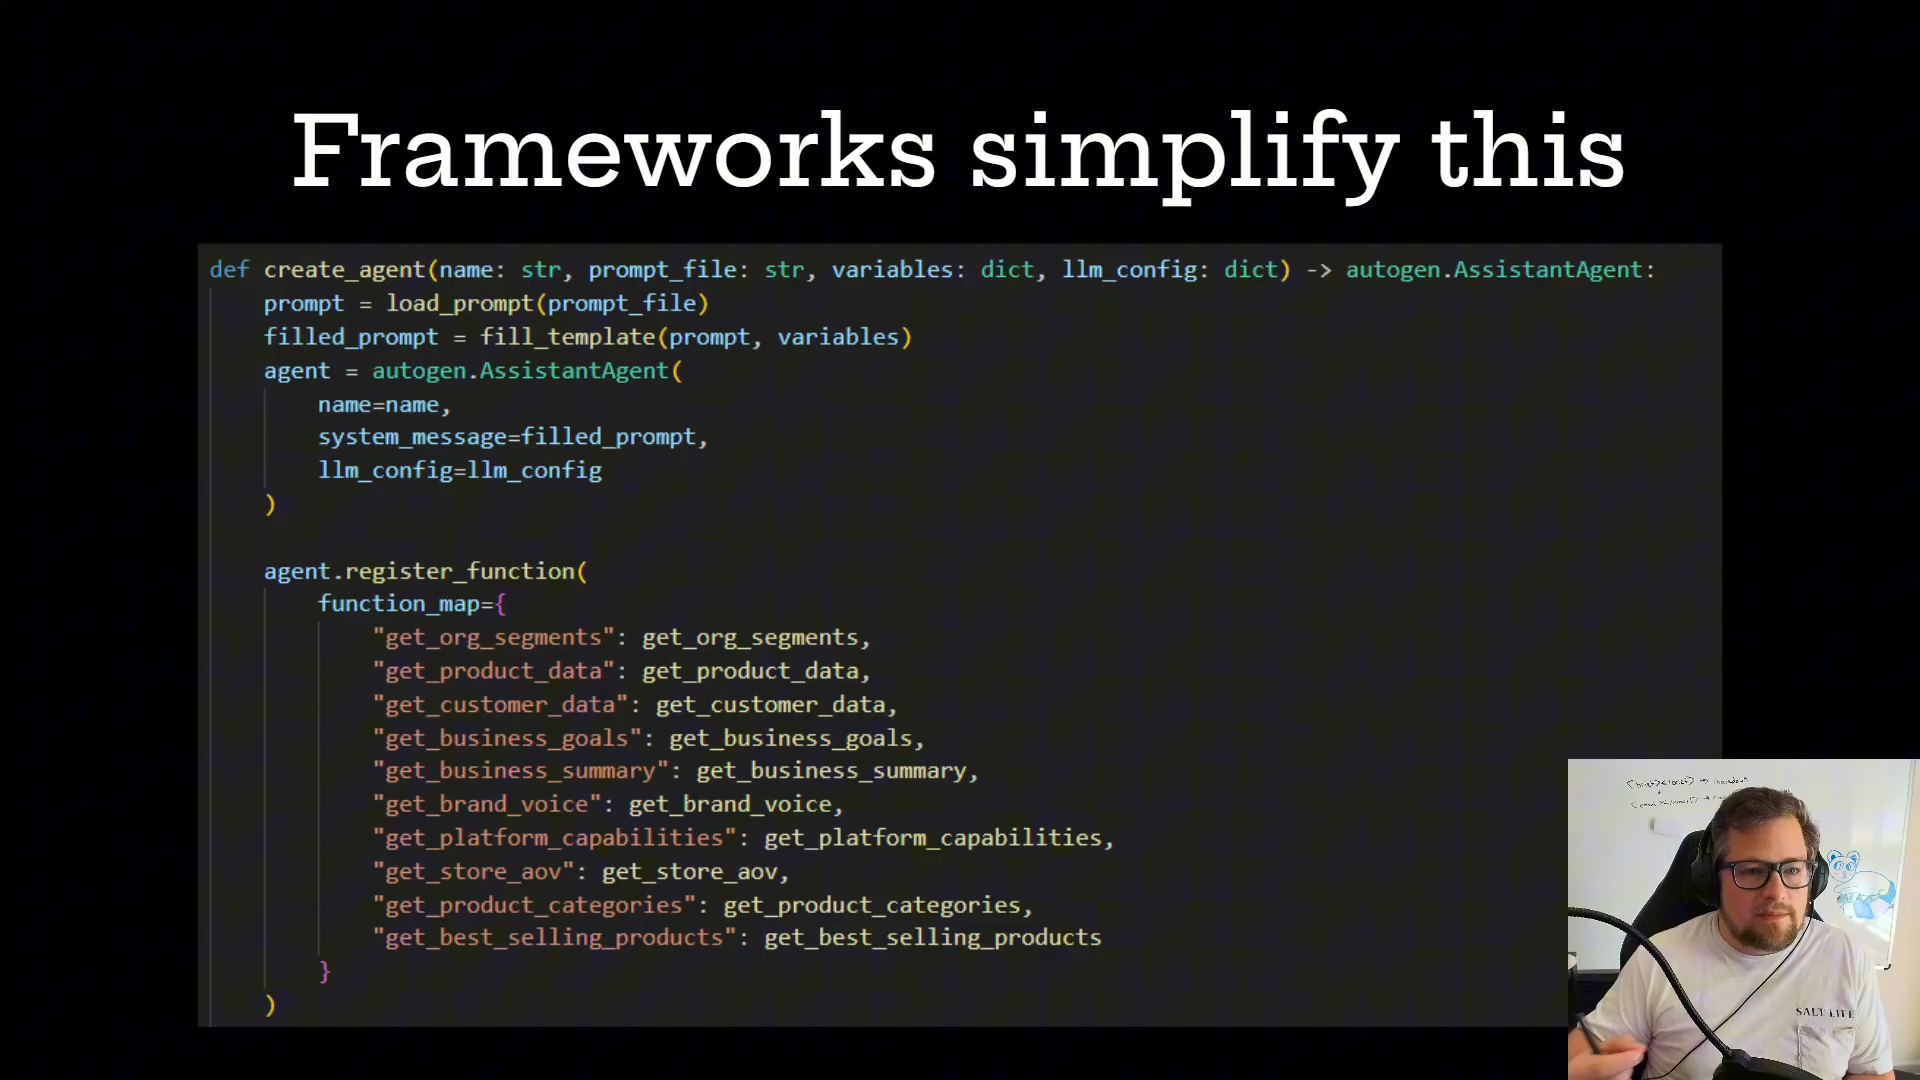 Frameworks simplify this
def create_agent(name: str, prompt_file: str, variables: dict, llm_config: dict) -> autogen.AssistantAgent:
    prompt = load_prompt(prompt_file)
    filled_prompt = fill_template(prompt, variables)
    agent = autogen.AssistantAgent(
        name=name,
        system_message=filled_prompt,
        llm_config=llm_config
    )
    agent.register_function(
        function_map={
            "get_org_segments": get_org_segments,
            "get_product_data": get_product_data,
            "get_customer_data": get_customer_data,
            "get_business_goals": get_business_goals,
            "get_business_summary": get_business_summary,
            "get_brand_voice": get_brand_voice,
            "get_platform_capabilities": get_platform_capabilities,
            "get_store_aov": get_store_aov,
            "get_product_categories": get_product_categories,
            "get_best_selling_products": get_best_selling_products
        }
    )
SALT LIFE